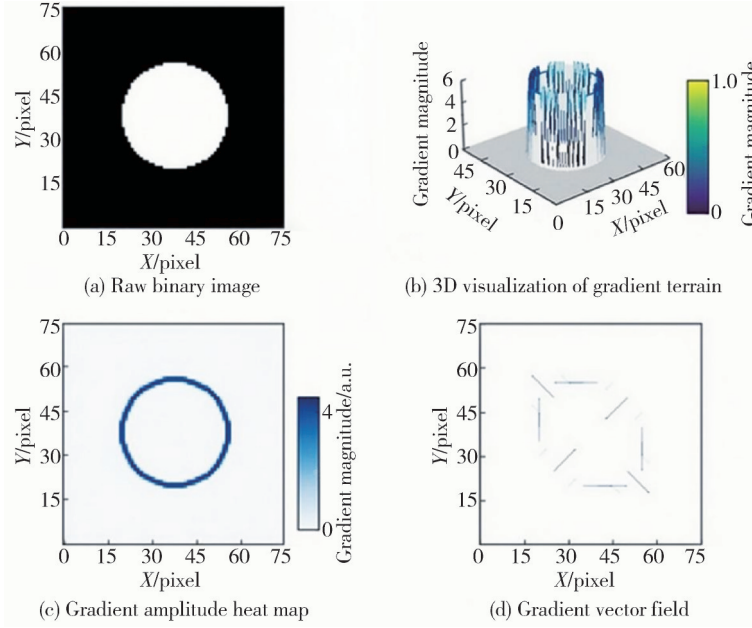 75
60
45
30
15
Y/pixel
0 15 30 45 60 75
X/pixel
(a) Raw binary image
6
4
2
0
Gradient magnitude
45
30
15
0
Y/pixel
15
30
45
60
X/pixel
1.0
0
Gradient magnitude
(b) 3D visualization of gradient terrain
75
60
45
30
15
Y/pixel
0 15 30 45 60 75
X/pixel
4
0
Gradient magnitude/a.u.
(c) Gradient amplitude heat map
75
60
45
30
15
Y/pixel
0 15 30 45 60 75
X/pixel
(d) Gradient vector field